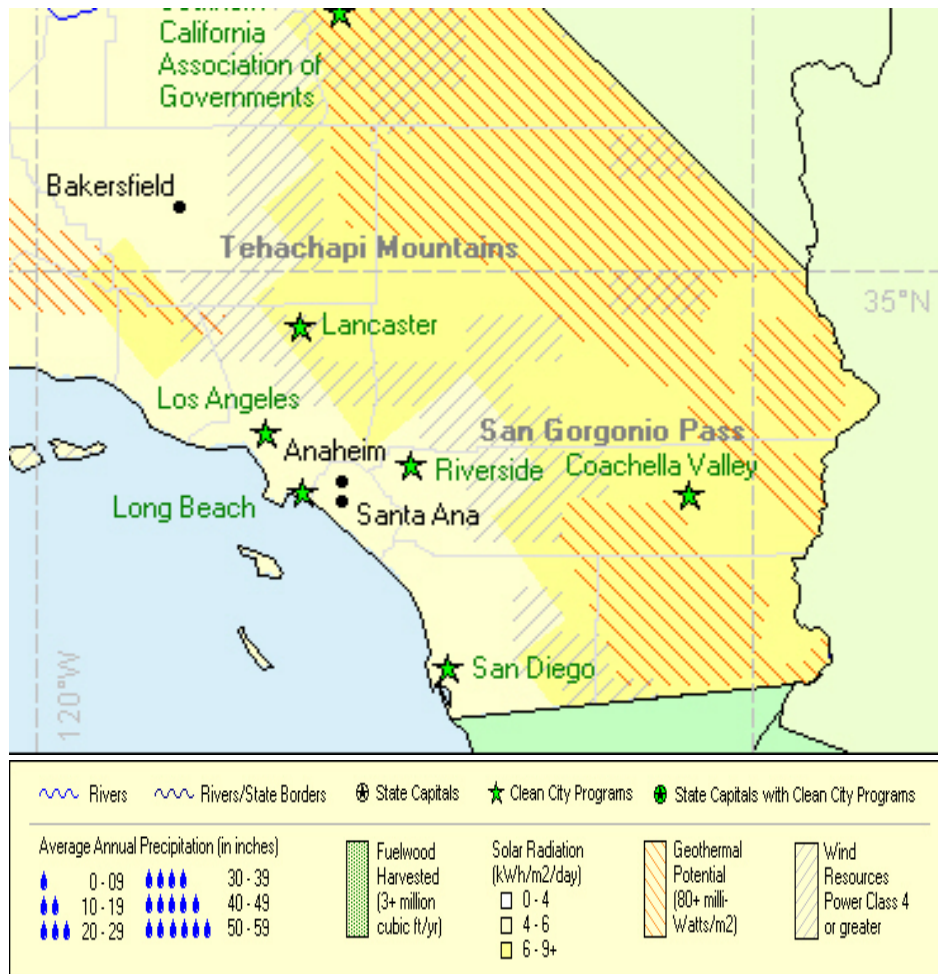 California
Association of
Governments
Bakersfield
Tehachapi Mountains
35°N
Lancaster
Los Angeles
San Gorgonio Pass
Anaheim
Riverside
Coachella Valley
Long Beach
Santa Ana
San Diego
120°W
Rivers
Rivers/State Borders
State Capitals
Clean City Programs
State Capitals with Clean City Programs
Average Annual Precipitation (in inches)
0 - 09
30 - 39
10 - 19
40 - 49
20 - 29
50 - 59
Fuelwood
Harvested
(3+ million
cubic ft/yr)
Solar Radiation
(kWh/m2/day)
0 - 4
4 - 6
6 - 9+
Geothermal
Potential
(80+ milli-
Watts/m2)
Wind
Resources
Power Class 4
or greater